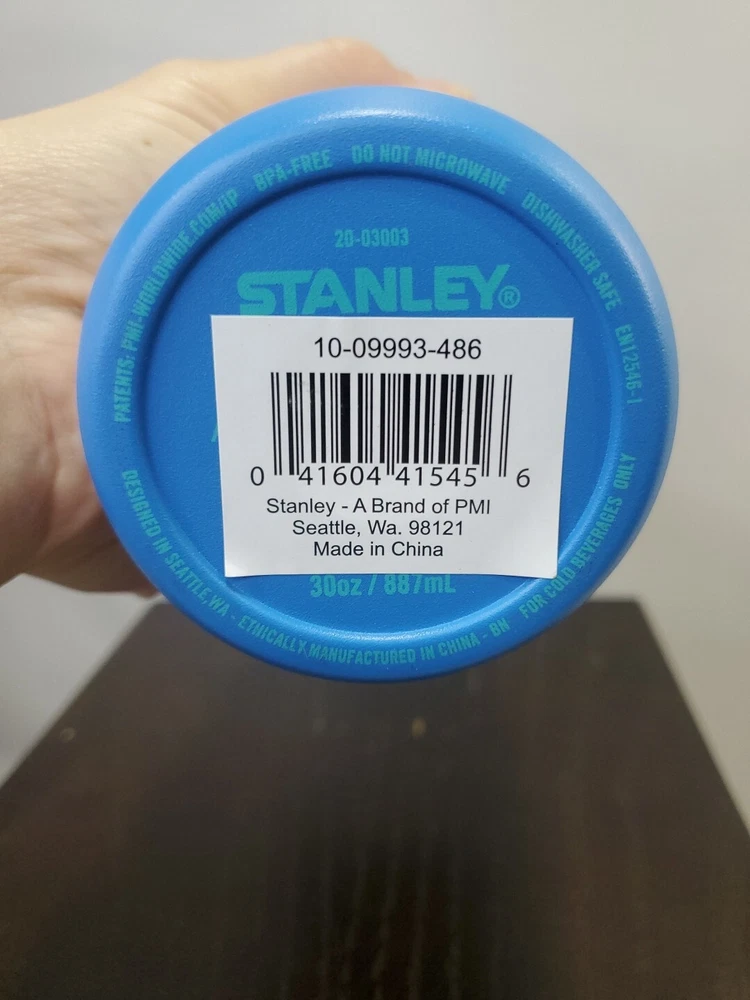 PATENTS: PMI-WORLDWIDE.COM/IP BPA-FREE DO NOT MICROWAVE DISHWASHER SAFE EN12546-1
20-03003
STANLEY®
10-09993-486
0 41604 41545 6
Stanley - A Brand of PMI
Seattle, Wa. 98121
Made in China
30oz / 887mL
DESIGNED IN SEATTLE, WA - ETHICALLY MANUFACTURED IN CHINA - BN FOR COLD BEVERAGES ONLY